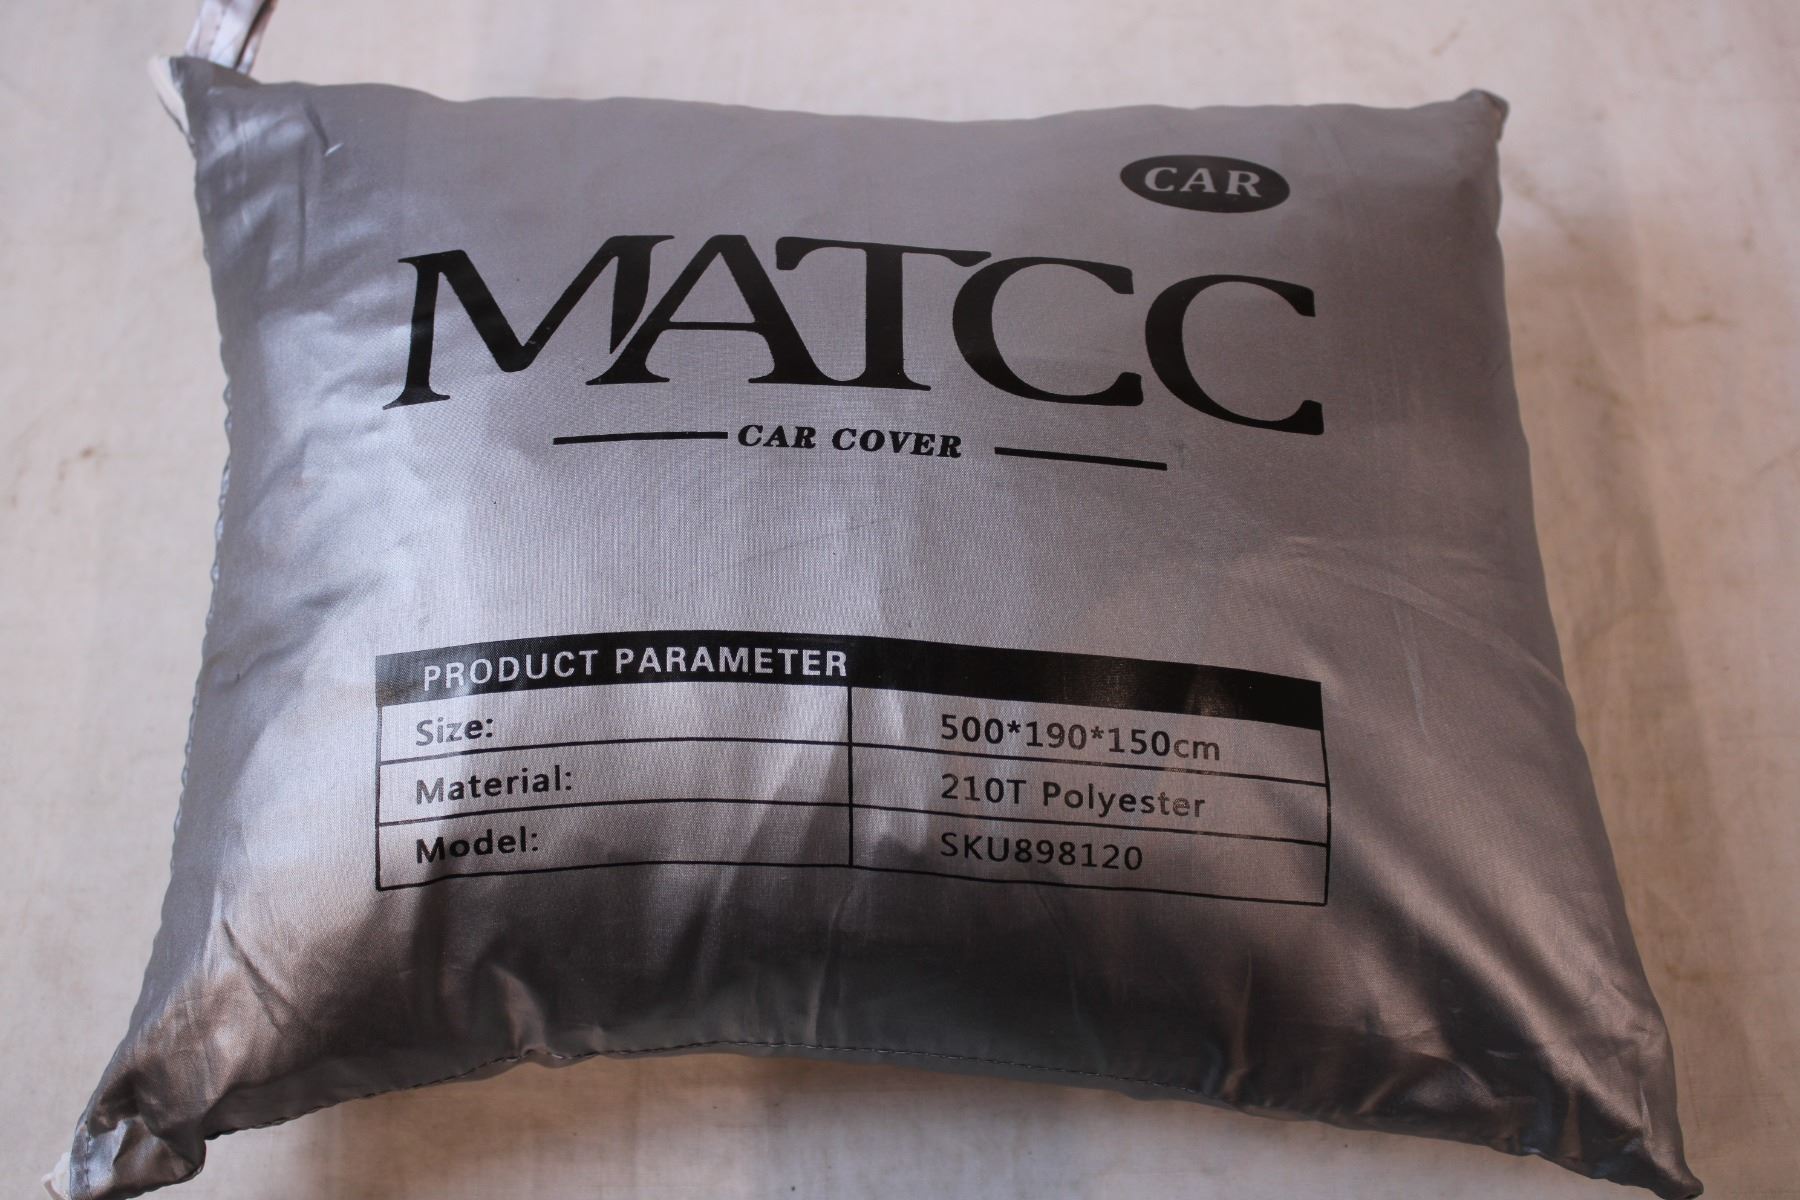 CAR
MATCC
CAR COVER
PRODUCT PARAMETER
Size: 500*190*150cm
Material: 210T Polyester
Model: SKU898120